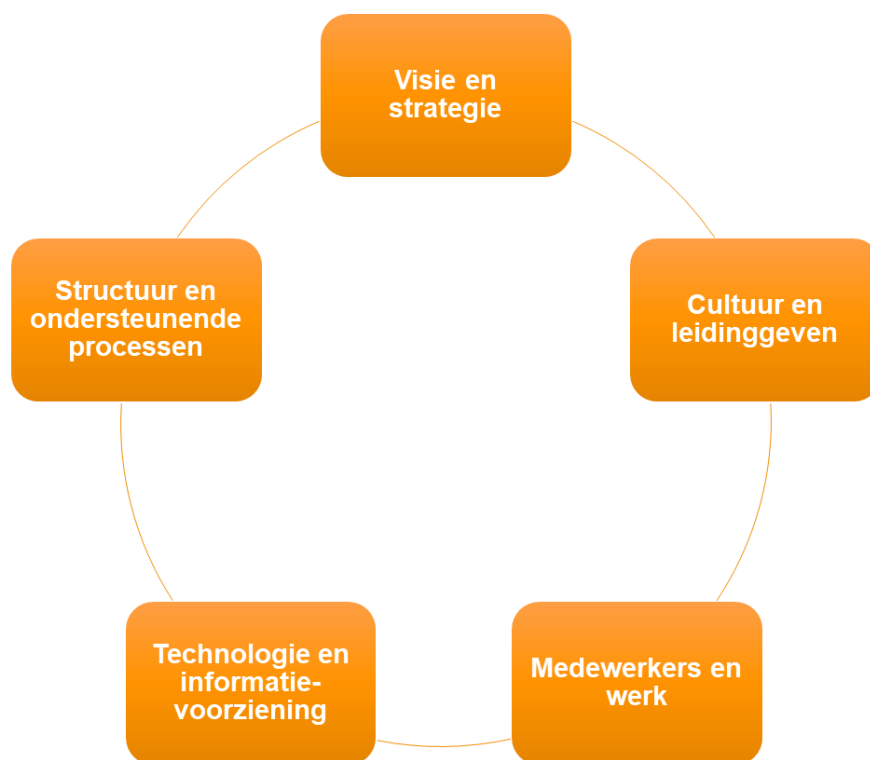 Visie en
strategie
Cultuur en
leidinggeven
Medewerkers en
werk
Technologie en
informatie-
voorziening
Structuur en
ondersteunende
processen